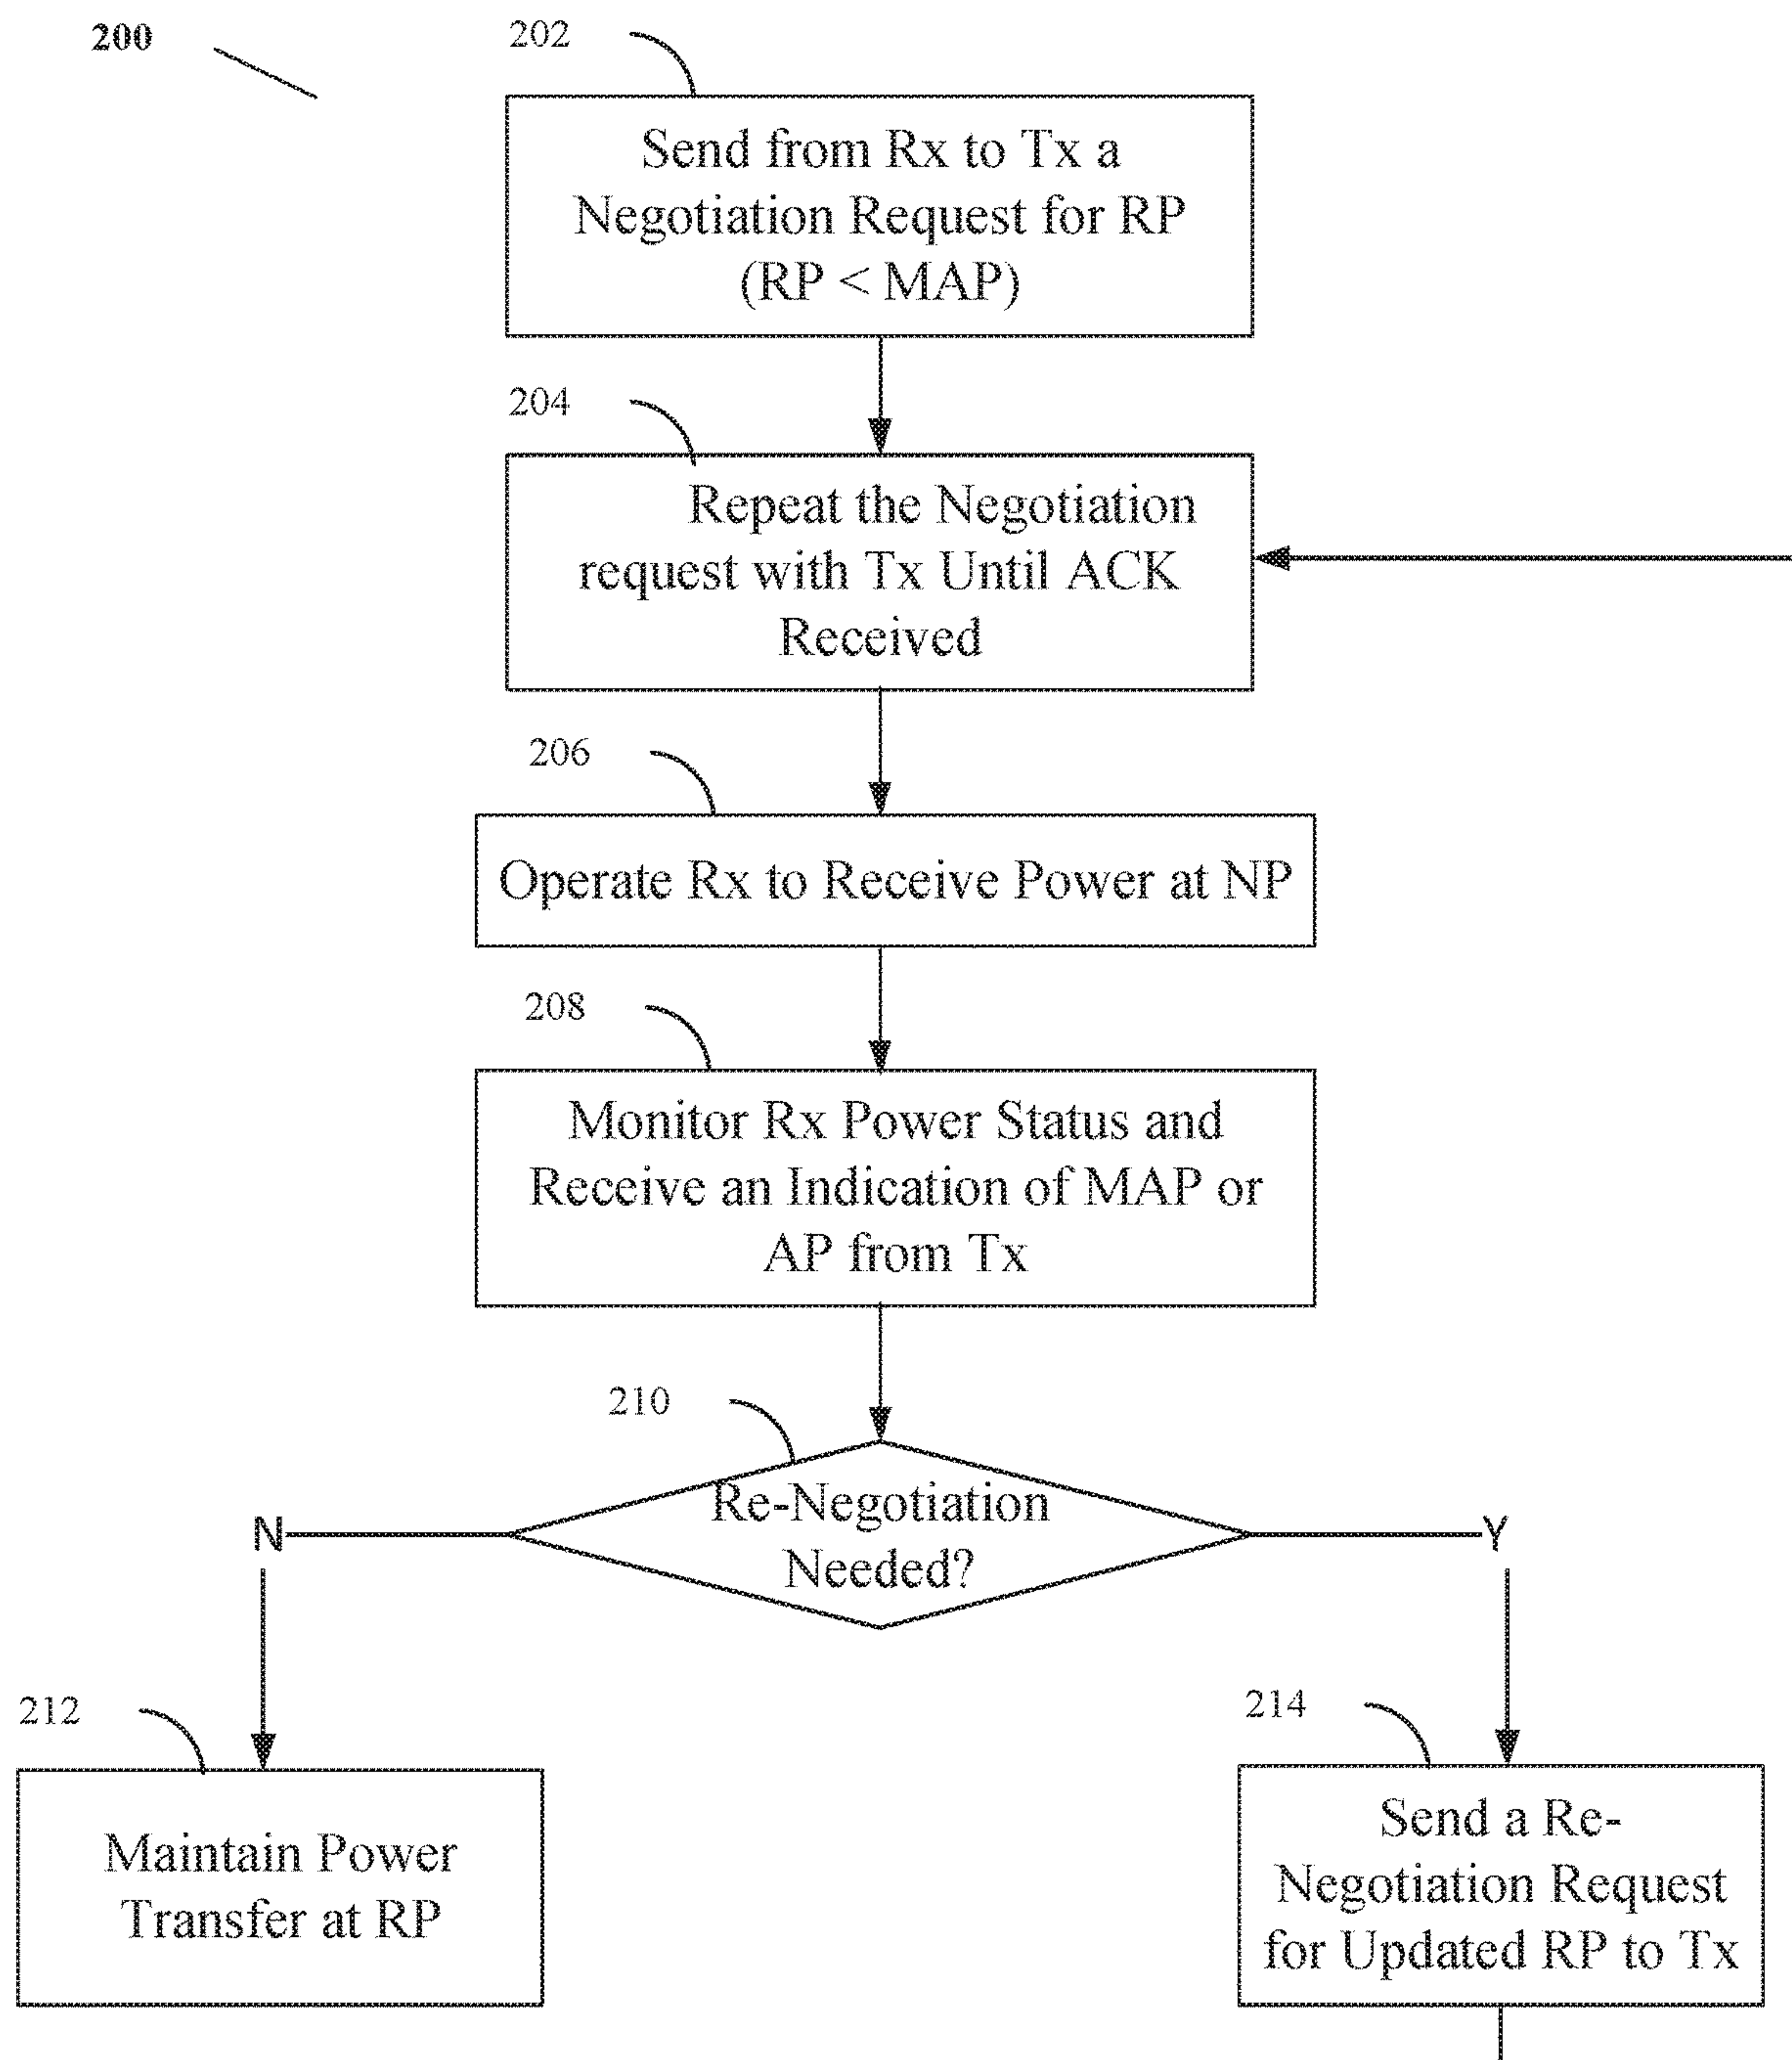 200
202
Send from Rx to Tx a
Negotiation Request for RP
(RP < MAP)
204
Repeat the Negotiation
request with Tx Until ACK
Received
206
Operate Rx to Receive Power at NP
208
Monitor Rx Power Status and
Receive an Indication of MAP or
AP from Tx
210
Re-Negotiation
Needed?
N
Y
212
Maintain Power
Transfer at RP
214
Send a Re-
Negotiation Request
for Updated RP to Tx